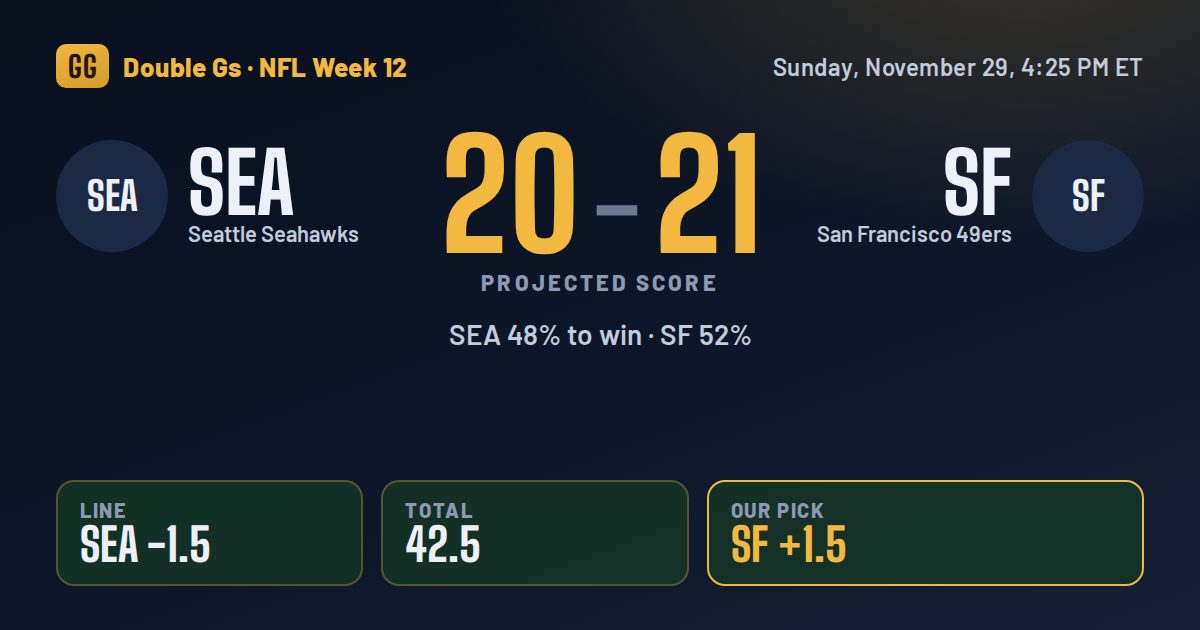 GG Double Gs · NFL Week 12
Sunday, November 29, 4:25 PM ET
SEA
SEA
Seattle Seahawks
20 – 21
PROJECTED SCORE
SEA 48% to win · SF 52%
SF
San Francisco 49ers
SF
LINE
SEA −1.5
TOTAL
42.5
OUR PICK
SF +1.5